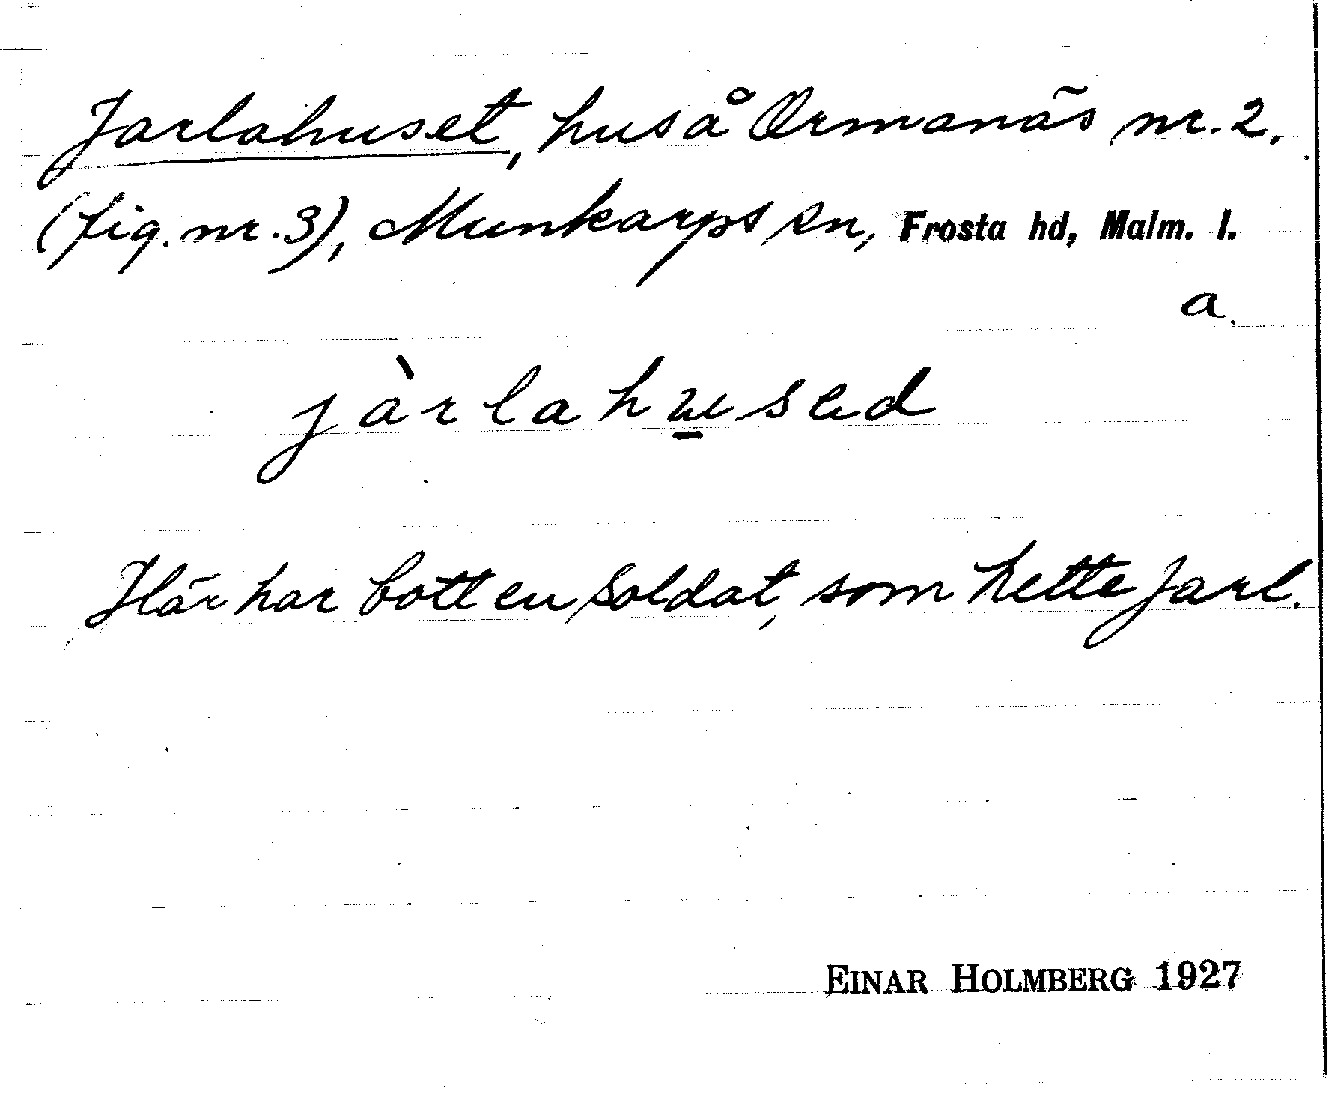 Jarlahuset, hus å Ormanäs nr. 2.
(fig. nr. 3), Munkarps sn, Frosta hd, Malm. l.
a.
jàrlahused
Här har bott en soldat, som hette Jarl.
EINAR HOLMBERG 1927